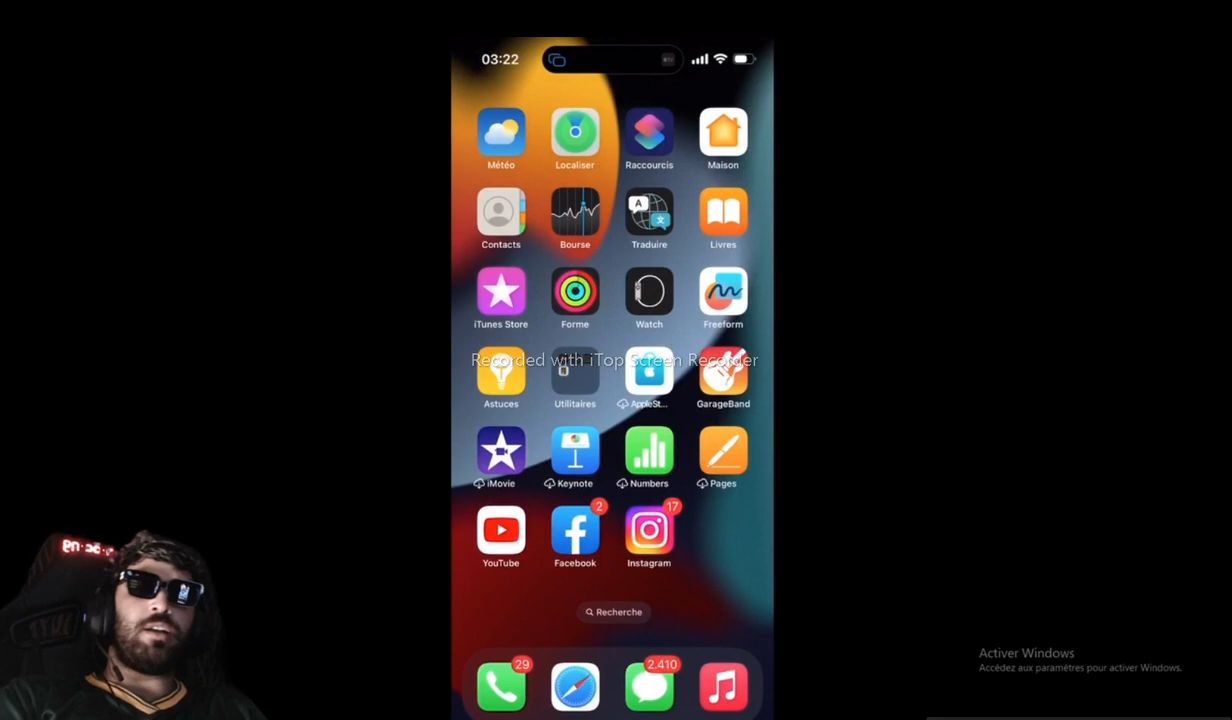 03:22
Météo
Localiser
Raccourcis
Maison
Contacts
Bourse
A
文
Traduire
Livres
iTunes Store
Forme
Watch
Freeform
Recorded with iTop Screen Recorder
Astuces
Utilitaires
AppleSt...
GarageBand
iMovie
Keynote
Numbers
Pages
2
17
YouTube
Facebook
Instagram
Recherche
29
2,410
Activer Windows
Accédez aux paramètres pour activer Windows.